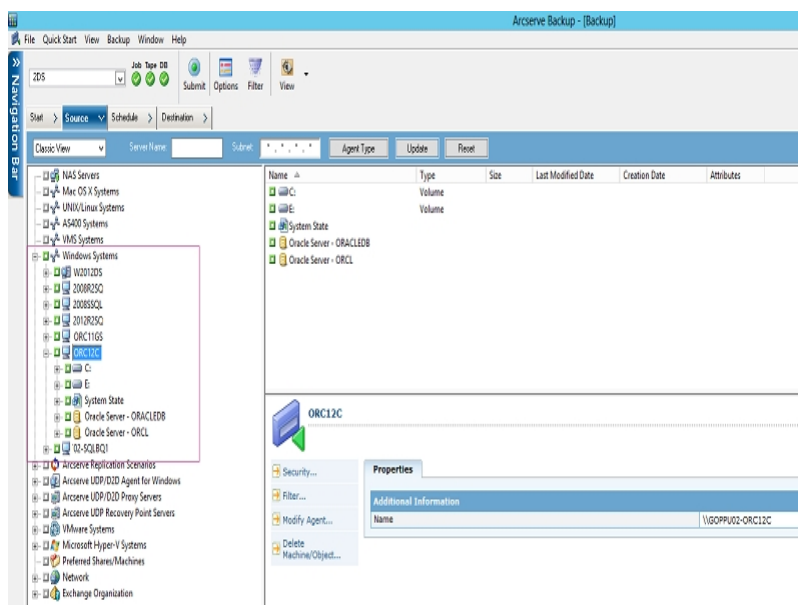 Arcserve Backup - [Backup]
File Quick Start View Backup Window Help
Navigation Bar
2DS
Job Tape DB
Submit Options Filter View
Start Source Schedule Destination
Classic View Server Name: Subnet: * . * . * . * Agent Type Update Reset
NAS Servers
Mac OS X Systems
UNIX/Linux Systems
AS400 Systems
VMS Systems
Windows Systems
W2012DS
2008R2SQ
2008SSQL
2012R2SQ
ORC11GS
ORC12C
C:
E:
System State
Oracle Server - ORACLEDB
Oracle Server - ORCL
02-SQLBQ1
Arcserve Replication Scenarios
Arcserve UDP/D2D Agent for Windows
Arcserve UDP/D2D Proxy Servers
Arcserve UDP Recovery Point Servers
VMware Systems
Microsoft Hyper-V Systems
Preferred Shares/Machines
Network
Exchange Organization
Name Type Size Last Modified Date Creation Date Attributes
C: Volume
E: Volume
System State
Oracle Server - ORACLEDB
Oracle Server - ORCL
ORC12C
Security...
Filter...
Modify Agent...
Delete
Machine/Object...
Properties
Additional Information
Name \\GOPPU02-ORC12C